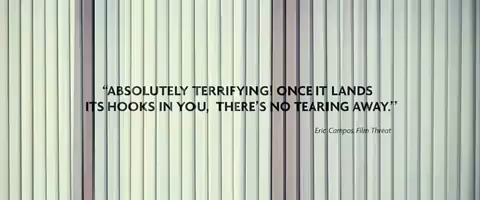 “ABSOLUTELY TERRIFYING! ONCE IT LANDS
ITS HOOKS IN YOU, THERE'S NO TEARING AWAY.”
Eric Campos, Film Threat